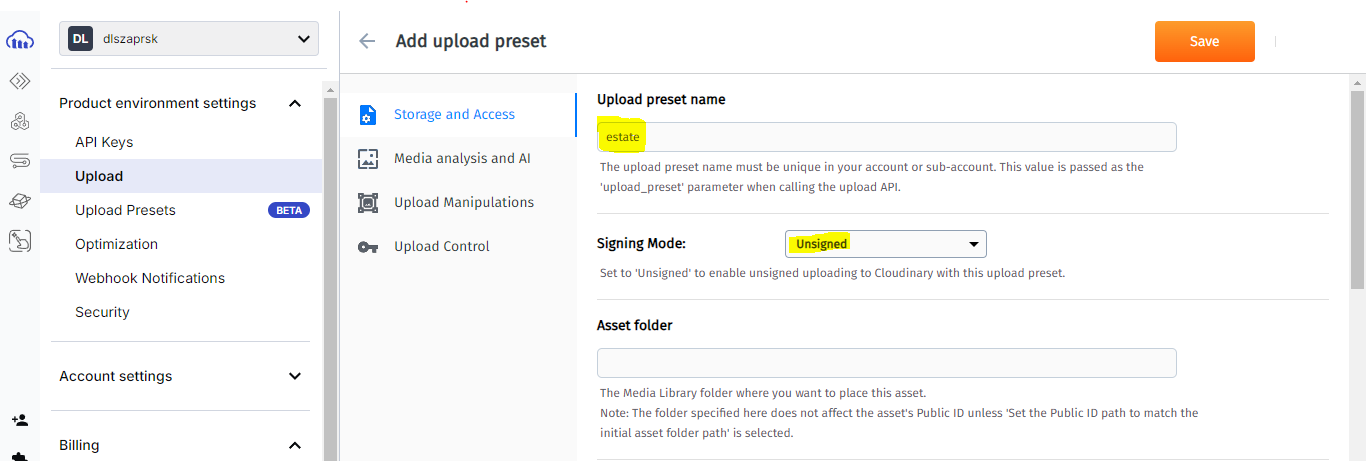 DL dlszaprsk
Add upload preset
Save
Product environment settings
API Keys
Upload
Upload Presets BETA
Optimization
Webhook Notifications
Security
Account settings
Billing
Storage and Access
Media analysis and AI
Upload Manipulations
Upload Control
Upload preset name
estate
The upload preset name must be unique in your account or sub-account. This value is passed as the
'upload_preset' parameter when calling the upload API.
Signing Mode: Unsigned
Set to 'Unsigned' to enable unsigned uploading to Cloudinary with this upload preset.
Asset folder
The Media Library folder where you want to place this asset.
Note: The folder specified here does not affect the asset's Public ID unless 'Set the Public ID path to match the
initial asset folder path' is selected.